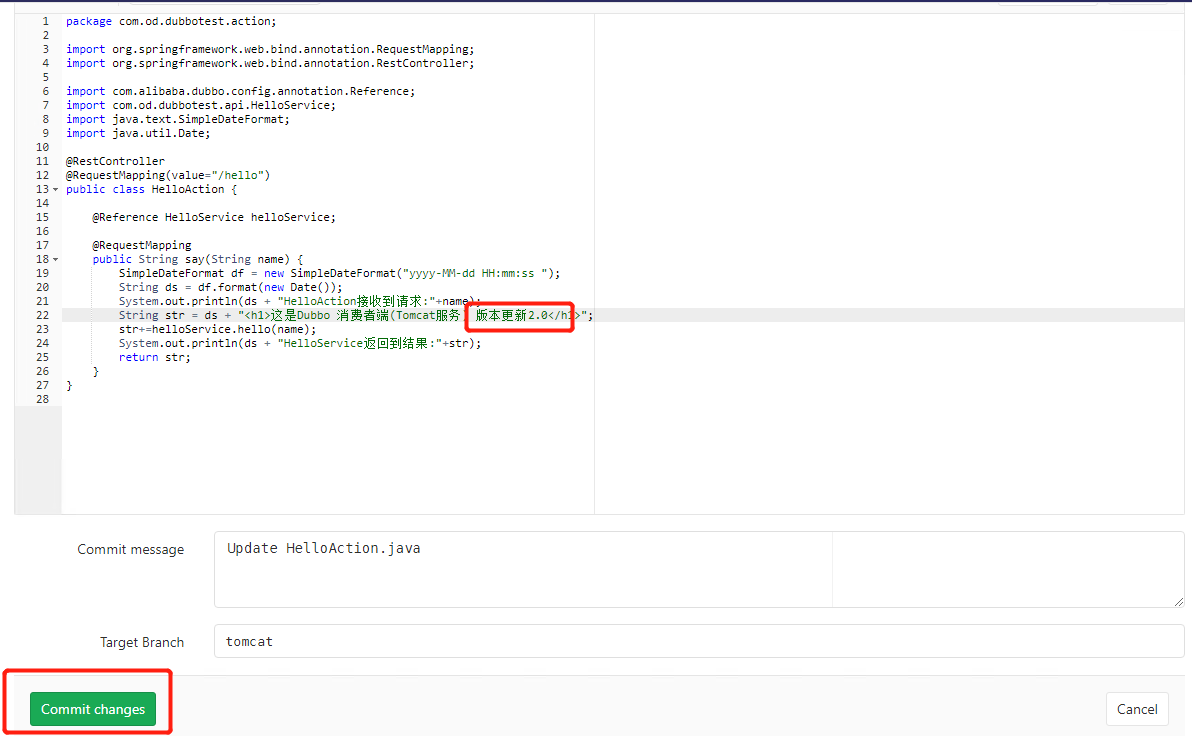 1 package com.od.dubbotest.action;
2
3 import org.springframework.web.bind.annotation.RequestMapping;
4 import org.springframework.web.bind.annotation.RestController;
5
6 import com.alibaba.dubbo.config.annotation.Reference;
7 import com.od.dubbotest.api.HelloService;
8 import java.text.SimpleDateFormat;
9 import java.util.Date;
10
11 @RestController
12 @RequestMapping(value="/hello")
13 public class HelloAction {
14
15 @Reference HelloService helloService;
16
17 @RequestMapping
18 public String say(String name) {
19 SimpleDateFormat df = new SimpleDateFormat("yyyy-MM-dd HH:mm:ss ");
20 String ds = df.format(new Date());
21 System.out.println(ds + "HelloAction接收到请求:"+name);
22 String str = ds + "<h1>这是Dubbo 消费者端(Tomcat服务) 版本更新2.0</h1>";
23 str+=helloService.hello(name);
24 System.out.println(ds + "HelloService返回到结果:"+str);
25 return str;
26 }
27 }
28
Commit message
Update HelloAction.java
Target Branch
tomcat
Commit changes
Cancel